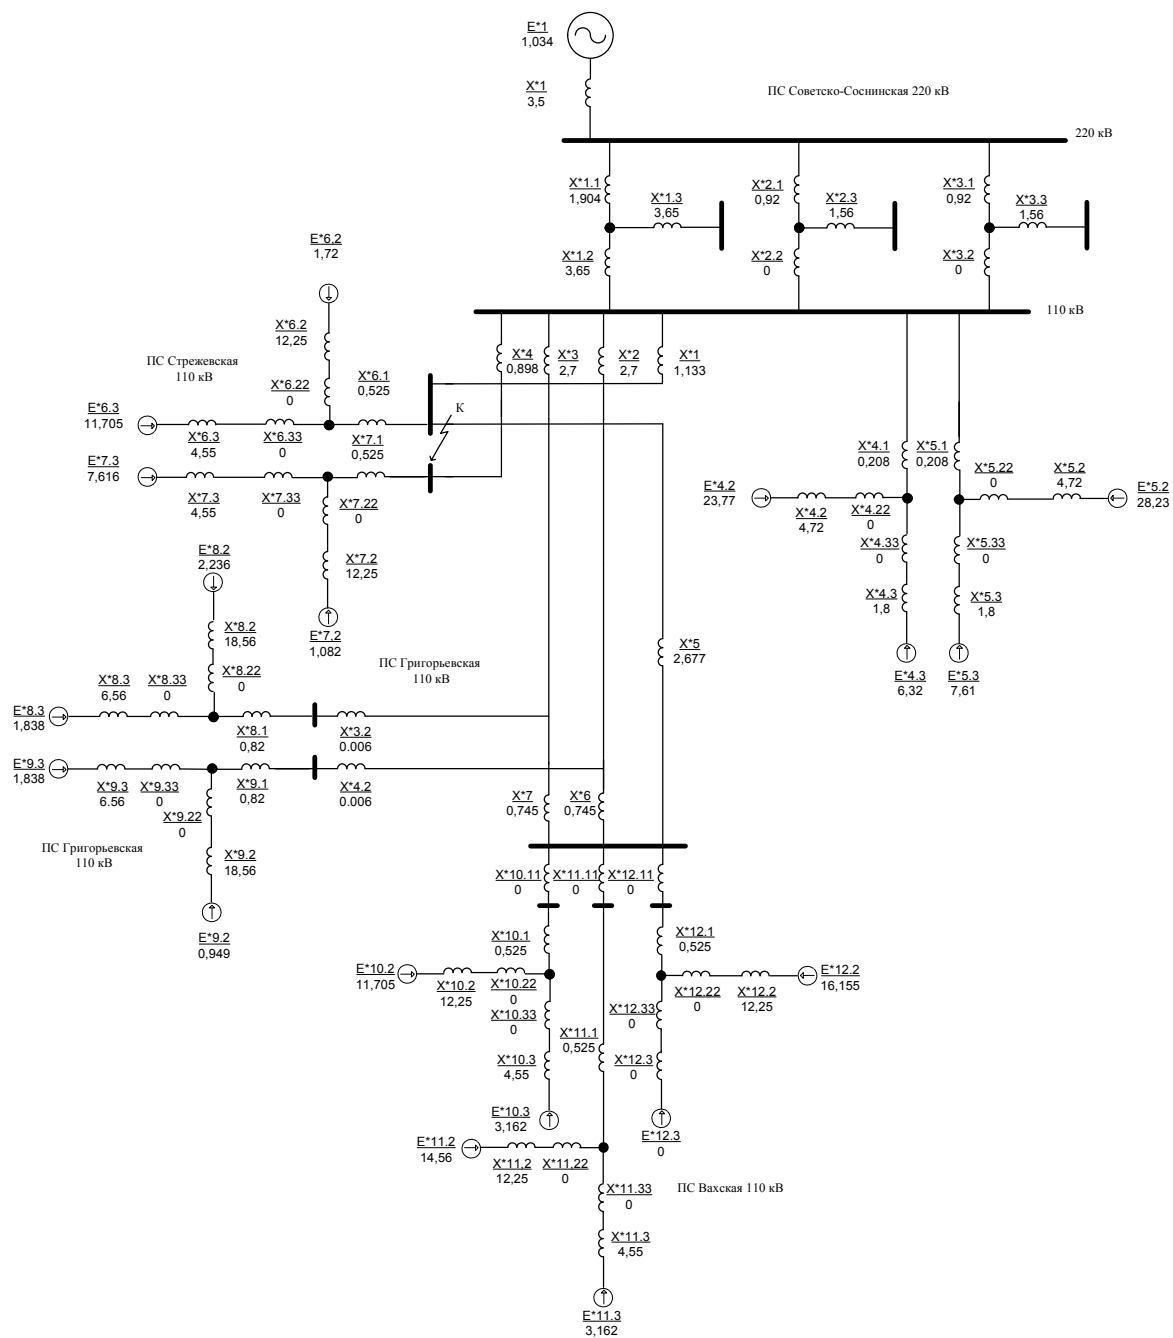 E*1
1,034
X*1
3,5
ПС Советско-Соснинская 220 кВ
220 кВ
X*1.1
1,904
X*1.3
3,65
X*2.1
0,92
X*2.3
1,56
X*3.1
0,92
X*3.3
1,56
X*1.2
3,65
X*2.2
0
X*3.2
0
110 кВ
E*6.2
1,72
X*6.2
12,25
ПС Стрежевская
110 кВ
X*6.22
0
X*6.1
0,525
X*4
0,898
X*3
2,7
X*2
2,7
X*1
1,133
К
E*6.3
11,705
X*6.3
4,55
X*6.33
0
X*7.1
0,525
E*7.3
7,616
X*7.3
4,55
X*7.33
0
X*7.22
0
X*7.2
12,25
E*7.2
1,082
X*4.1
0,208
X*5.1
0,208
X*5.22
0
X*5.2
4,72
E*5.2
28,23
E*4.2
23,77
X*4.2
4,72
X*4.22
0
X*4.33
0
X*5.33
0
X*4.3
1,8
X*5.3
1,8
E*4.3
6,32
E*5.3
7,61
E*8.2
2,236
X*8.2
18,56
X*8.22
0
X*5
2,677
ПС Григорьевская
110 кВ
X*8.3
6,56
X*8.33
0
E*8.3
1,838
X*8.1
0,82
X*3.2
0.006
E*9.3
1,838
X*9.3
6.56
X*9.33
0
X*9.1
0,82
X*4.2
0.006
X*9.22
0
X*7
0,745
X*6
0,745
ПС Григорьевская
110 кВ
X*9.2
18,56
E*9.2
0,949
X*10.11
0
X*11.11
0
X*12.11
0
X*10.1
0,525
X*12.1
0,525
E*10.2
11,705
X*10.2
12,25
X*10.22
0
X*12.22
0
X*12.2
12,25
E*12.2
16,155
X*10.33
0
X*12.33
0
X*11.1
0,525
X*10.3
4,55
X*12.3
0
E*10.3
3,162
E*12.3
0
E*11.2
14,56
X*11.2
12,25
X*11.22
0
ПС Вахская 110 кВ
X*11.33
0
X*11.3
4,55
E*11.3
3,162